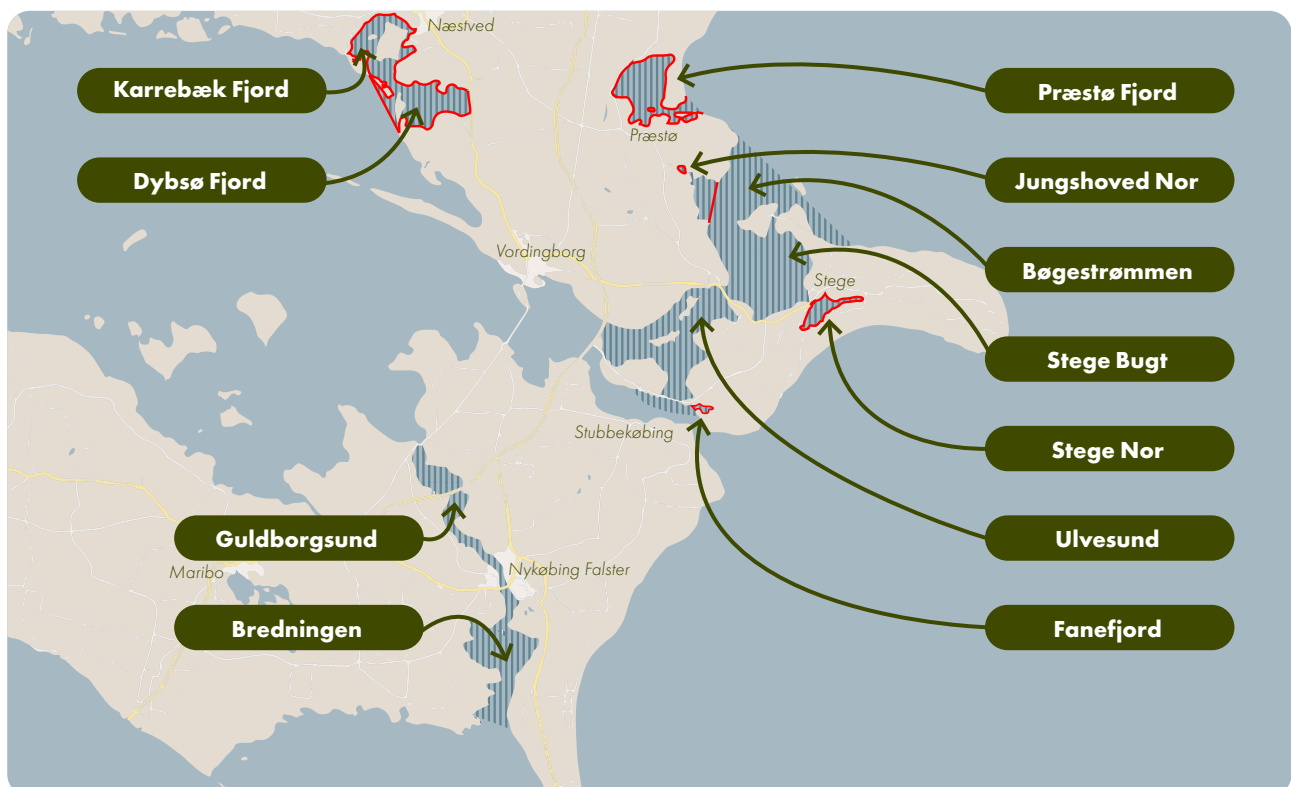 Næstved
Karrebæk Fjord
Præstø Fjord
Præstø
Dybsø Fjord
Jungshoved Nor
Vordingborg
Bøgestrømmen
Stege
Stege Bugt
Stubbekøbing
Stege Nor
Guldborgsund
Ulvesund
Maribo
Nykøbing Falster
Bredningen
Fanefjord